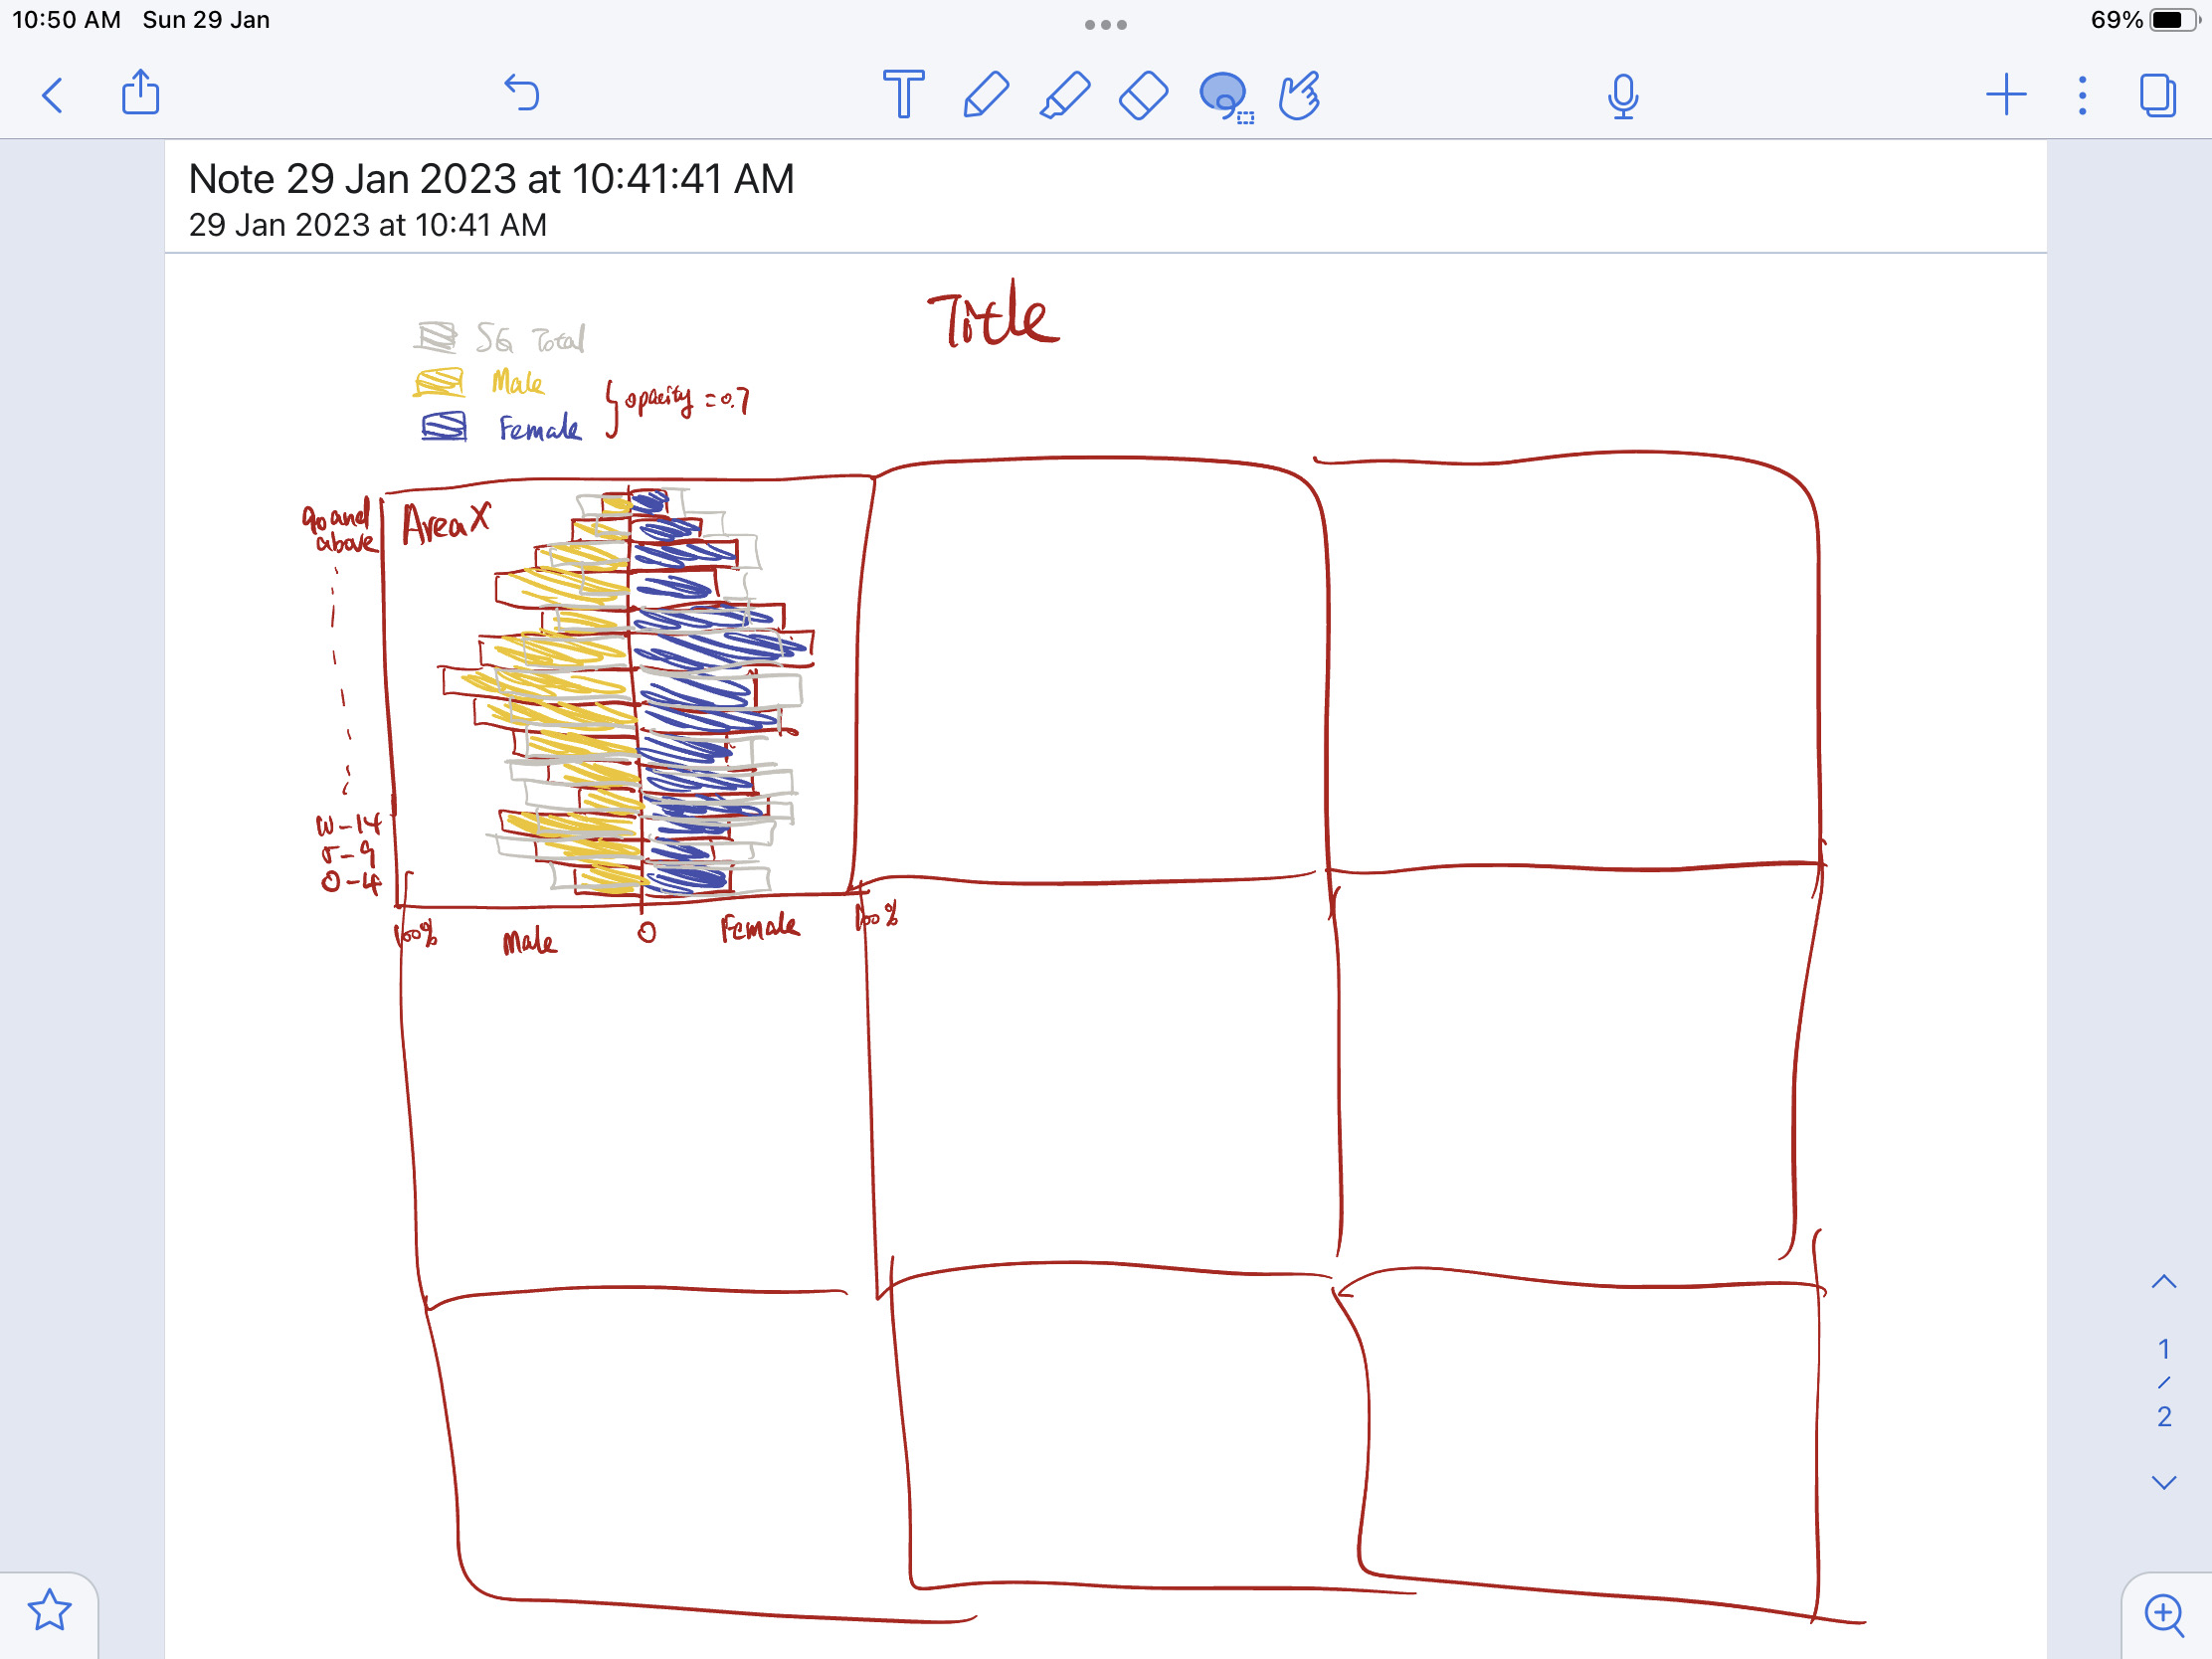 10:50 AM Sun 29 Jan
69%
T
Note 29 Jan 2023 at 10:41:41 AM
29 Jan 2023 at 10:41 AM
Title
SG Total
Male
Female
opacity = 0.7
90 and
above
Area X
10-14
5-9
0-4
100%
Male
0
Female
100%
1
/
2